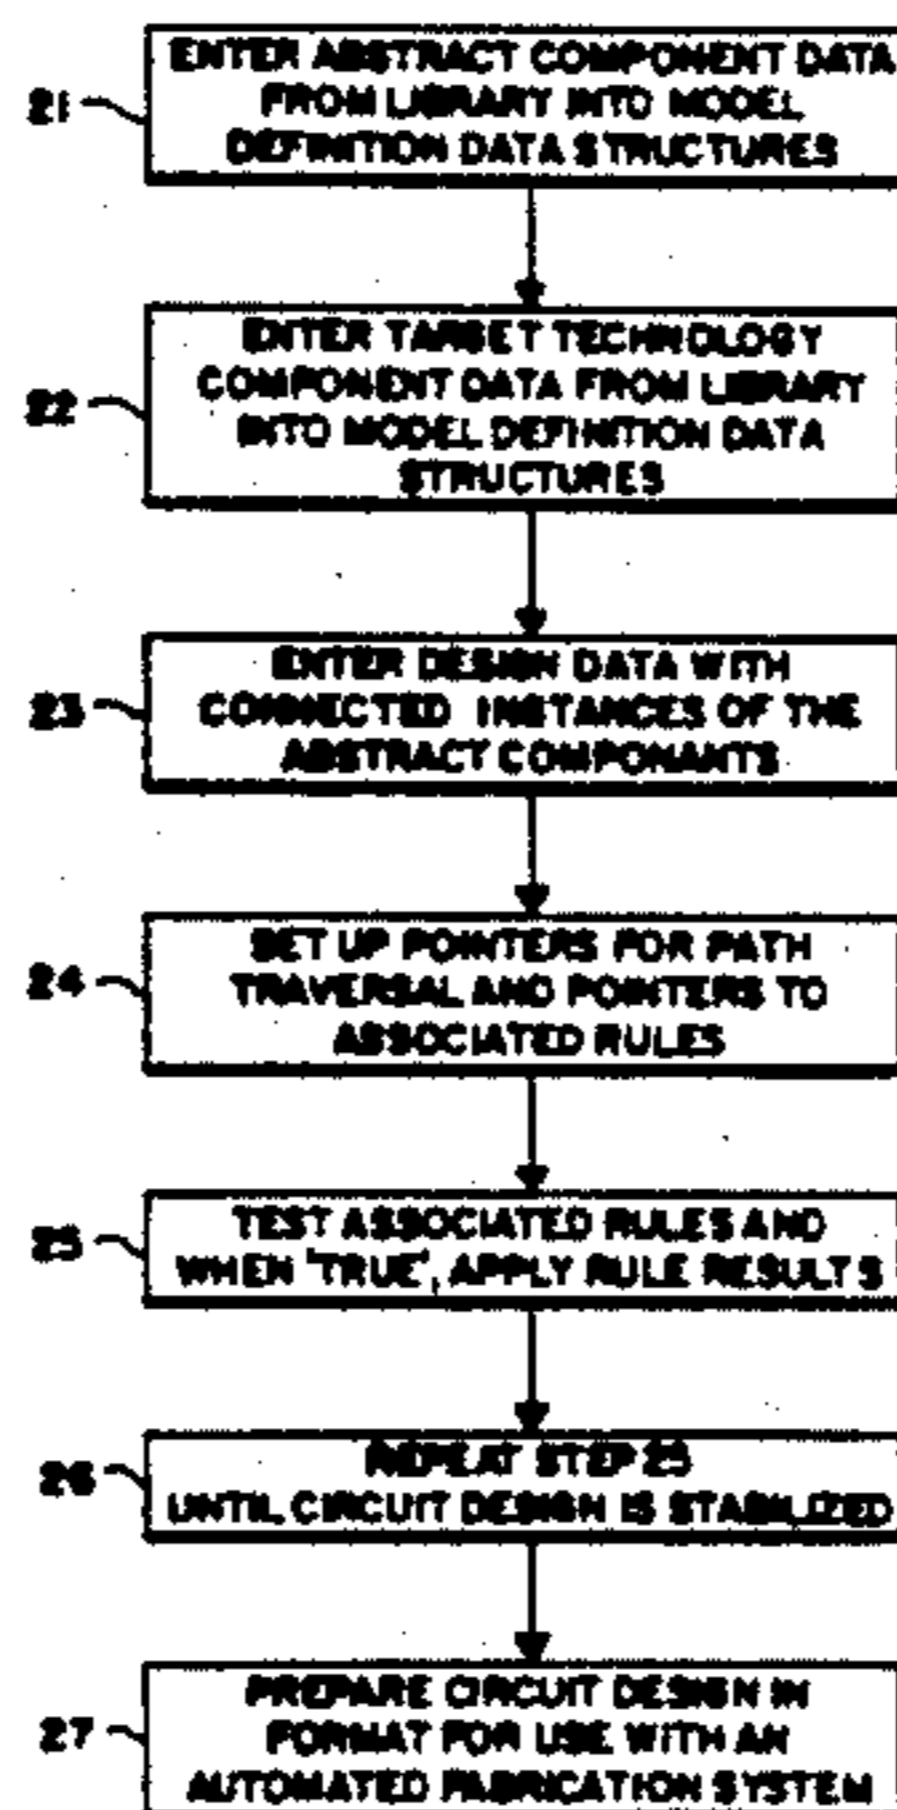 21
ENTER ABSTRACT COMPONENT DATA
FROM LIBRARY INTO MODEL
DEFINITION DATA STRUCTURES
22
ENTER TARGET TECHNOLOGY
COMPONENT DATA FROM LIBRARY
INTO MODEL DEFINITION DATA
STRUCTURES
23
ENTER DESIGN DATA WITH
CONNECTED INSTANCES OF THE
ABSTRACT COMPONANTS
24
SET UP POINTERS FOR PATH
TRAVERSAL AND POINTERS TO
ASSOCIATED RULES
25
TEST ASSOCIATED RULES AND
WHEN 'TRUE', APPLY RULE RESULTS
26
REPEAT STEP 25
UNTIL CIRCUIT DESIGN IS STABILIZED
27
PREPARE CIRCUIT DESIGN IN
FORMAT FOR USE WITH AN
AUTOMATED FABRICATION SYSTEM